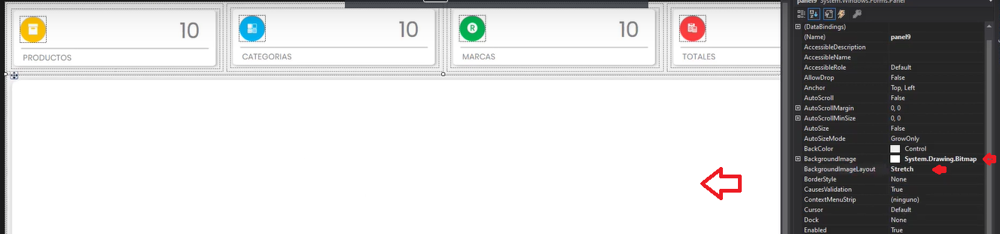 panel9 System.Windows.Forms.Panel
10
10
R
10
PRODUCTOS
CATEGORIAS
MARCAS
TOTALES
(DataBindings)
(Name) panel9
AccessibleDescription
AccessibleName
AccessibleRole Default
AllowDrop False
Anchor Top, Left
AutoScroll False
AutoScrollMargin 0, 0
AutoScrollMinSize 0, 0
AutoSize False
AutoSizeMode GrowOnly
BackColor Control
BackgroundImage System.Drawing.Bitmap
BackgroundImageLayout Stretch
BorderStyle None
CausesValidation True
ContextMenuStrip (ninguno)
Cursor Default
Dock None
Enabled True